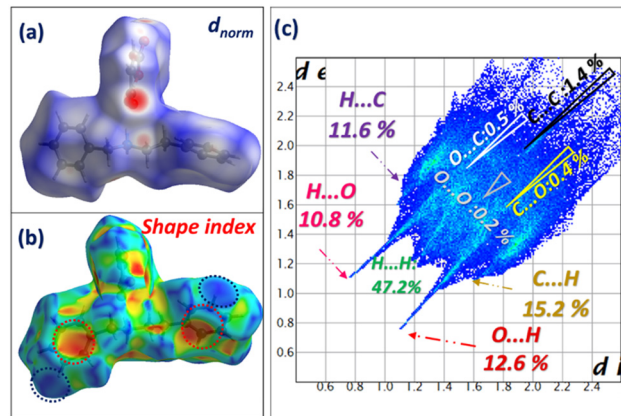 (a)
d_norm
(b)
Shape index
(c)
d e
2.4
2.2
2.0
1.8
1.6
1.4
1.2
1.0
0.8
0.6
H...C
11.6 %
H...O
10.8 %
O...C:0.5 %
C:1.4 %
O...O:0.2 %
C...O:0.4 %
H...H:
47.2%
C...H
15.2 %
O...H
12.6 %
0.6 0.8 1.0 1.2 1.4 1.6 1.8 2.0 2.2 2.4
d i